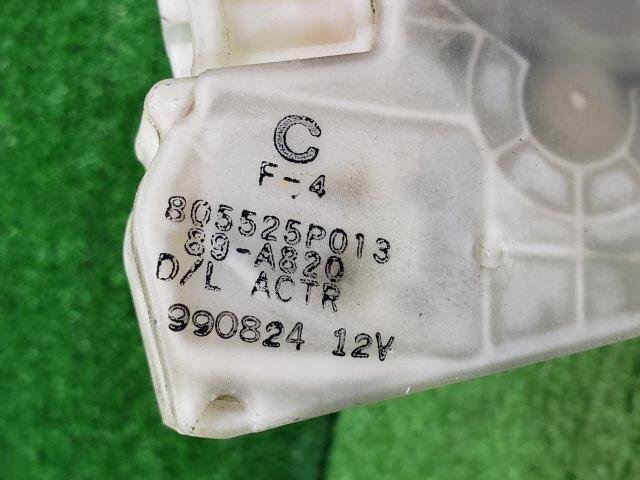 C
F-4
805525P013
89-A820
D/L ACTR
990824 12V